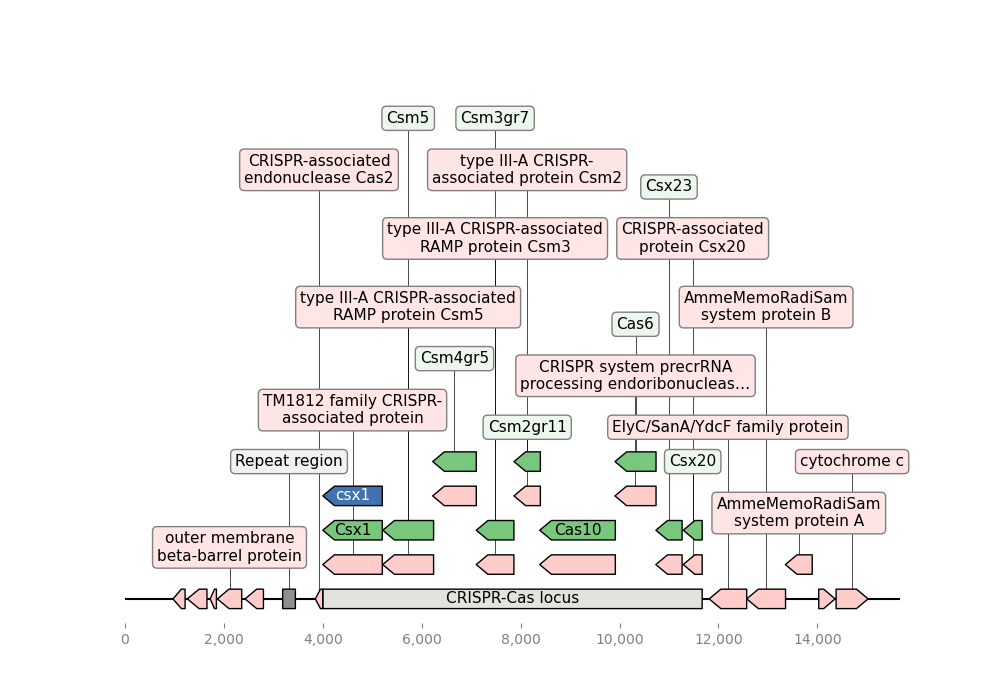 Csm5
Csm3gr7
CRISPR-associated
endonuclease Cas2
type III-A CRISPR-
associated protein Csm2
Csx23
type III-A CRISPR-associated
RAMP protein Csm3
CRISPR-associated
protein Csx20
type III-A CRISPR-associated
RAMP protein Csm5
AmmeMemoRadiSam
system protein B
Cas6
Csm4gr5
CRISPR system precrRNA
processing endoribonucleas...
TM1812 family CRISPR-
associated protein
Csm2gr11
ElyC/SanA/YdcF family protein
Repeat region
Csx20
cytochrome c
csx1
AmmeMemoRadiSam
system protein A
Csx1
Cas10
outer membrane
beta-barrel protein
CRISPR-Cas locus
0 2,000 4,000 6,000 8,000 10,000 12,000 14,000